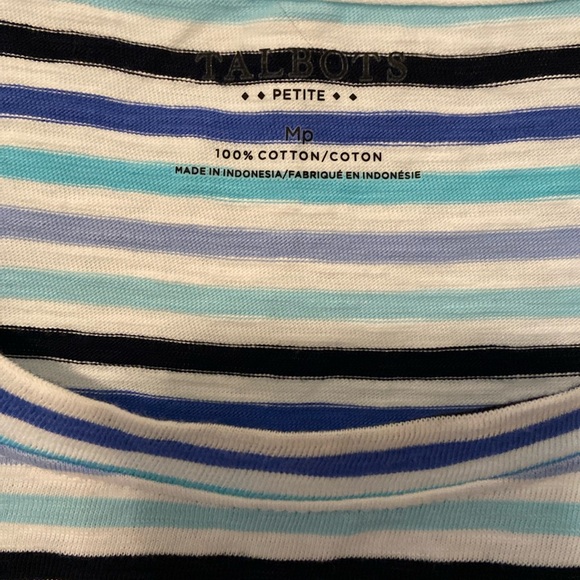 TALBOTS
PETITE
Mp
100% COTTON/COTON
MADE IN INDONESIA/FABRIQUÉ EN INDONÉSIE